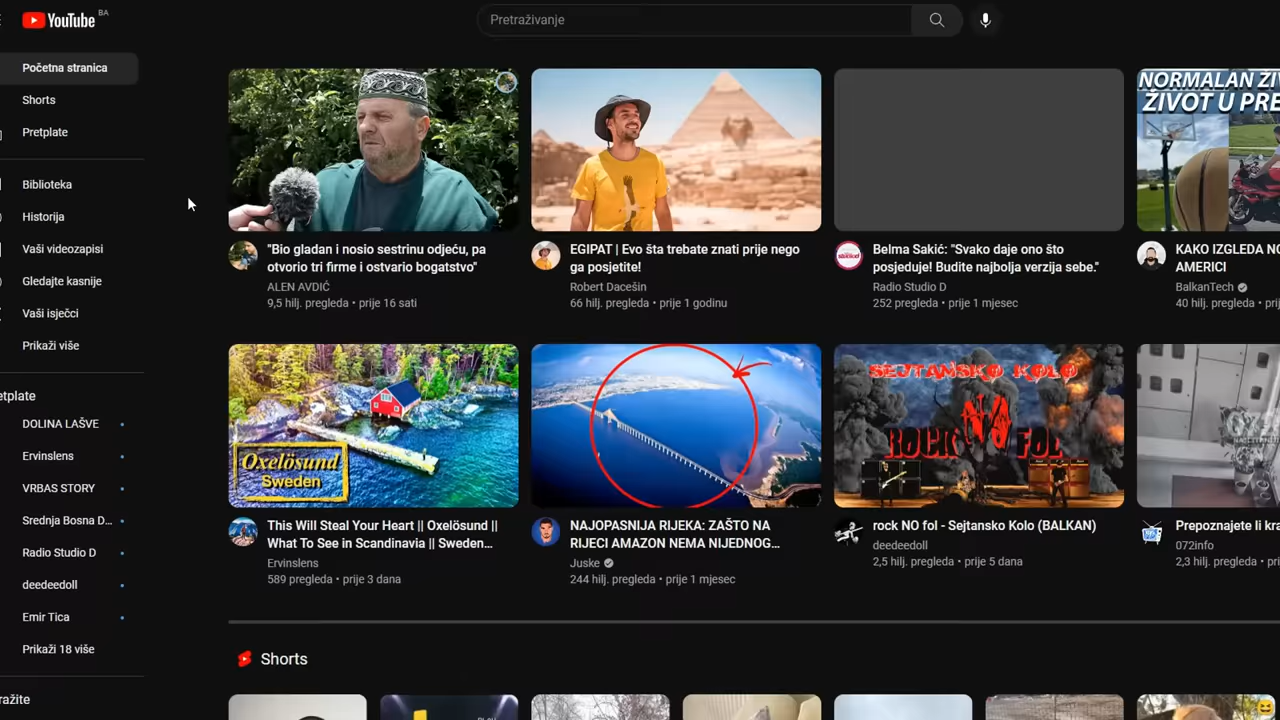 YouTube BA
Pretraživanje
Početna stranica
Shorts
Pretplate
Biblioteka
Historija
Vaši videozapisi
Gledajte kasnije
Vaši isječci
Prikaži više
etplate
DOLINA LAŠVE
Ervinslens
VRBAS STORY
Srednja Bosna D...
Radio Studio D
deedeedoll
Emir Tica
Prikaži 18 više
ražite
"Bio gladan i nosio sestrinu odjeću, pa
otvorio tri firme i ostvario bogatstvo"
ALEN AVDIĆ
9,5 hilj. pregleda • prije 16 sati
EGIPAT | Evo šta trebate znati prije nego
ga posjetite!
Robert Dacešin
66 hilj. pregleda • prije 1 godinu
Belma Sakić: "Svako daje ono što
posjeduje! Budite najbolja verzija sebe."
Radio Studio D
252 pregleda • prije 1 mjesec
NORMALAN ŽI
ŽIVOT U PRE
KAKO IZGLEDA NO
AMERICI
BalkanTech
40 hilj. pregleda • prij
Oxelösund
Sweden
This Will Steal Your Heart || Oxelösund ||
What To See in Scandinavia || Sweden...
Ervinslens
589 pregleda • prije 3 dana
NAJOPASNIJA RIJEKA: ZAŠTO NA
RIJECI AMAZON NEMA NIJEDNOG...
Juske
244 hilj. pregleda • prije 1 mjesec
SEJTANSKO KOLO
ROCK NO FOL
rock NO fol - Sejtansko Kolo (BALKAN)
deedeedoll
2,5 hilj. pregleda • prije 5 dana
Prepoznajete li kra
072info
2,3 hilj. pregleda • pri
Shorts